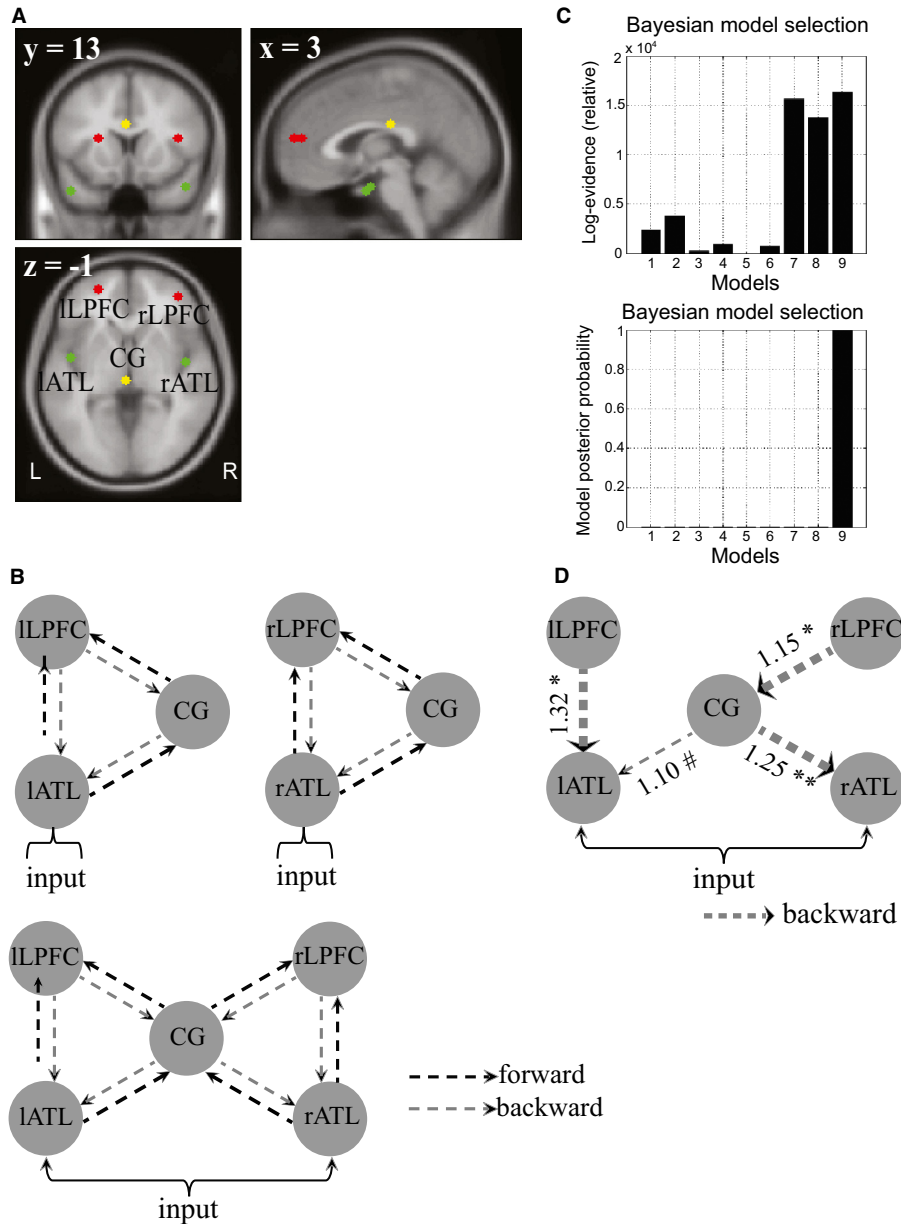 A
y = 13
x = 3
z = -1
lLPFC
rLPFC
CG
lATL
rATL
L
R
C
Bayesian model selection
x 10⁴
Log-evidence (relative)
2
1.5
1
0.5
0
1 2 3 4 5 6 7 8 9
Models
Bayesian model selection
Model posterior probability
1
0.8
0.6
0.4
0.2
0
1 2 3 4 5 6 7 8 9
Models
B
lLPFC
CG
lATL
input
rLPFC
CG
rATL
input
lLPFC
rLPFC
CG
lATL
rATL
input
forward
backward
D
lLPFC
rLPFC
1.15 *
1.32 *
CG
1.10 #
1.25 **
lATL
rATL
input
backward